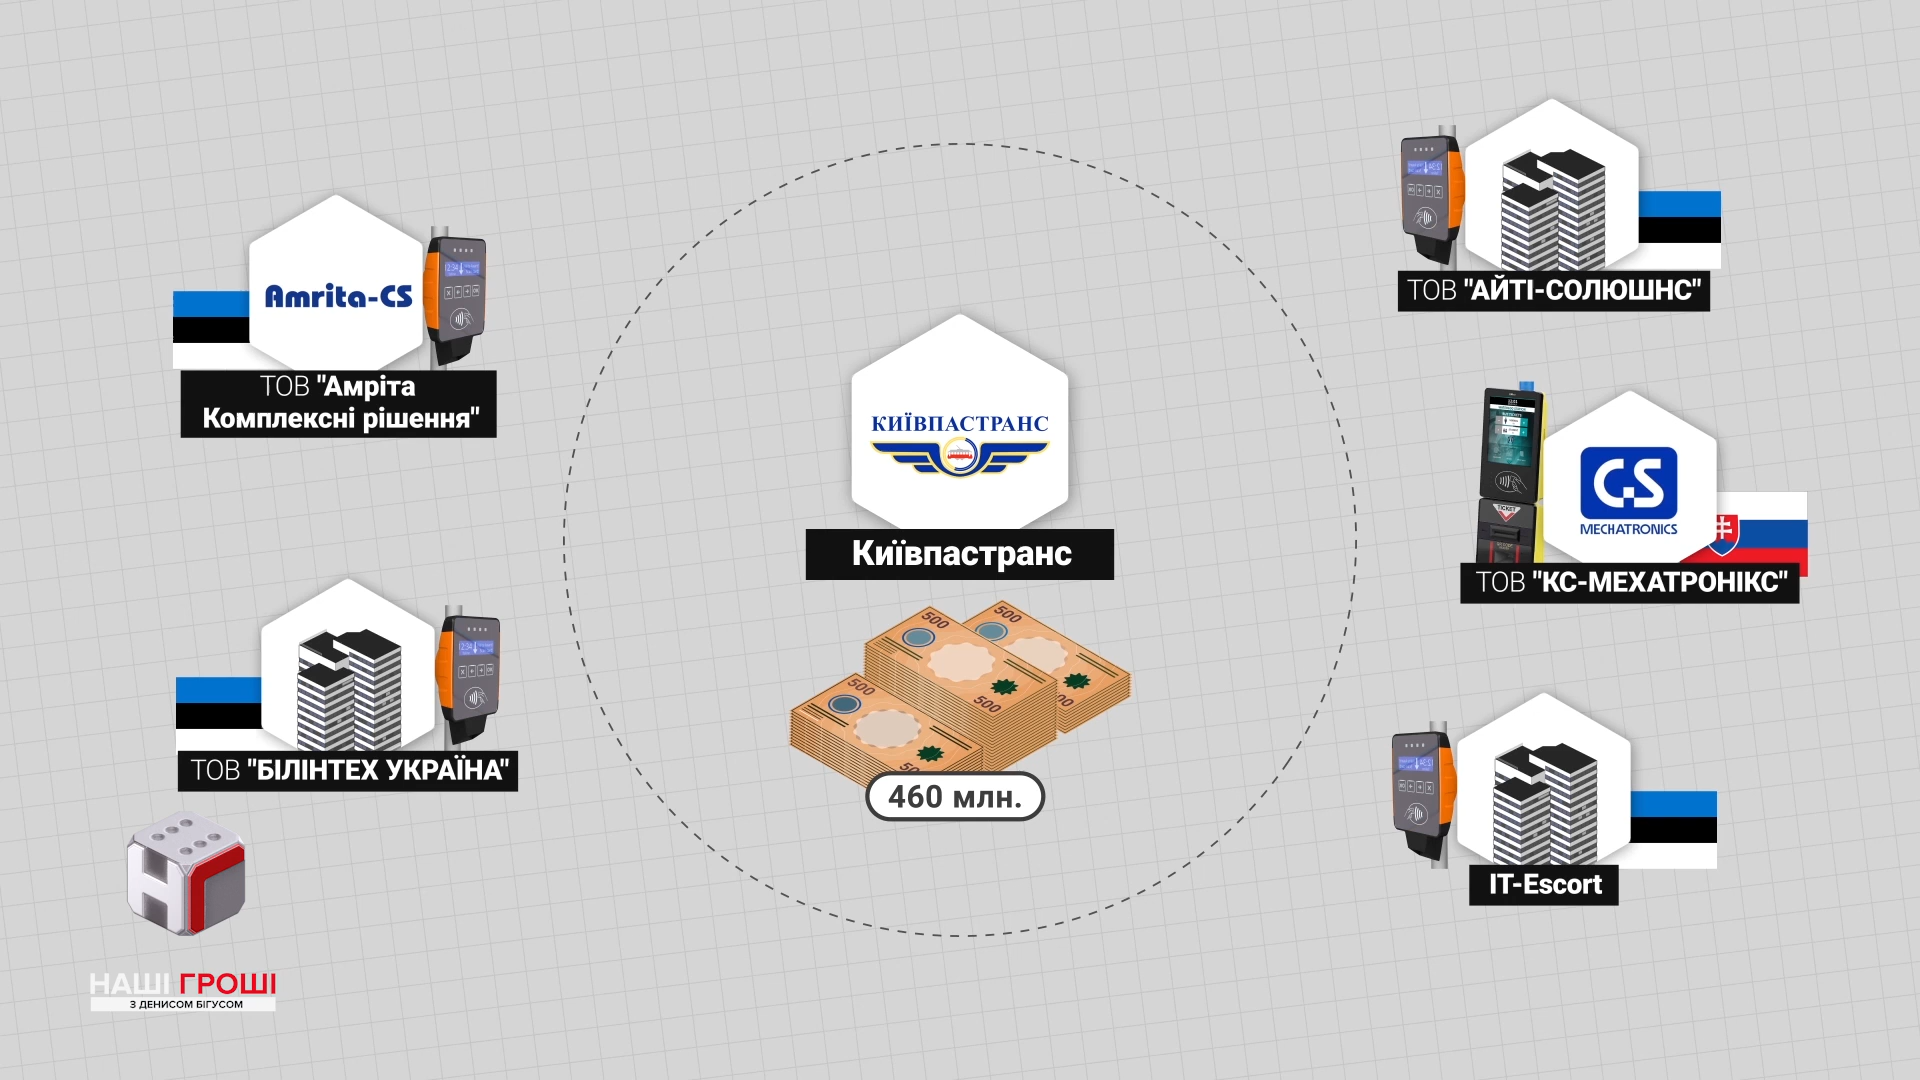 Amrita-CS
ТОВ "Амріта
Комплексні рішення"
ТОВ "БІЛІНТЕХ УКРАЇНА"
НАШІ ГРОШІ
З ДЕНИСОМ БІГУСОМ
КИЇВПАСТРАНС
Київпастранс
500
500
500
500
460 млн.
ТОВ "АЙТІ-СОЛЮШНС"
TICKET
CS
MECHATRONICS
ТОВ "КС-МЕХАТРОНІКС"
IT-Escort